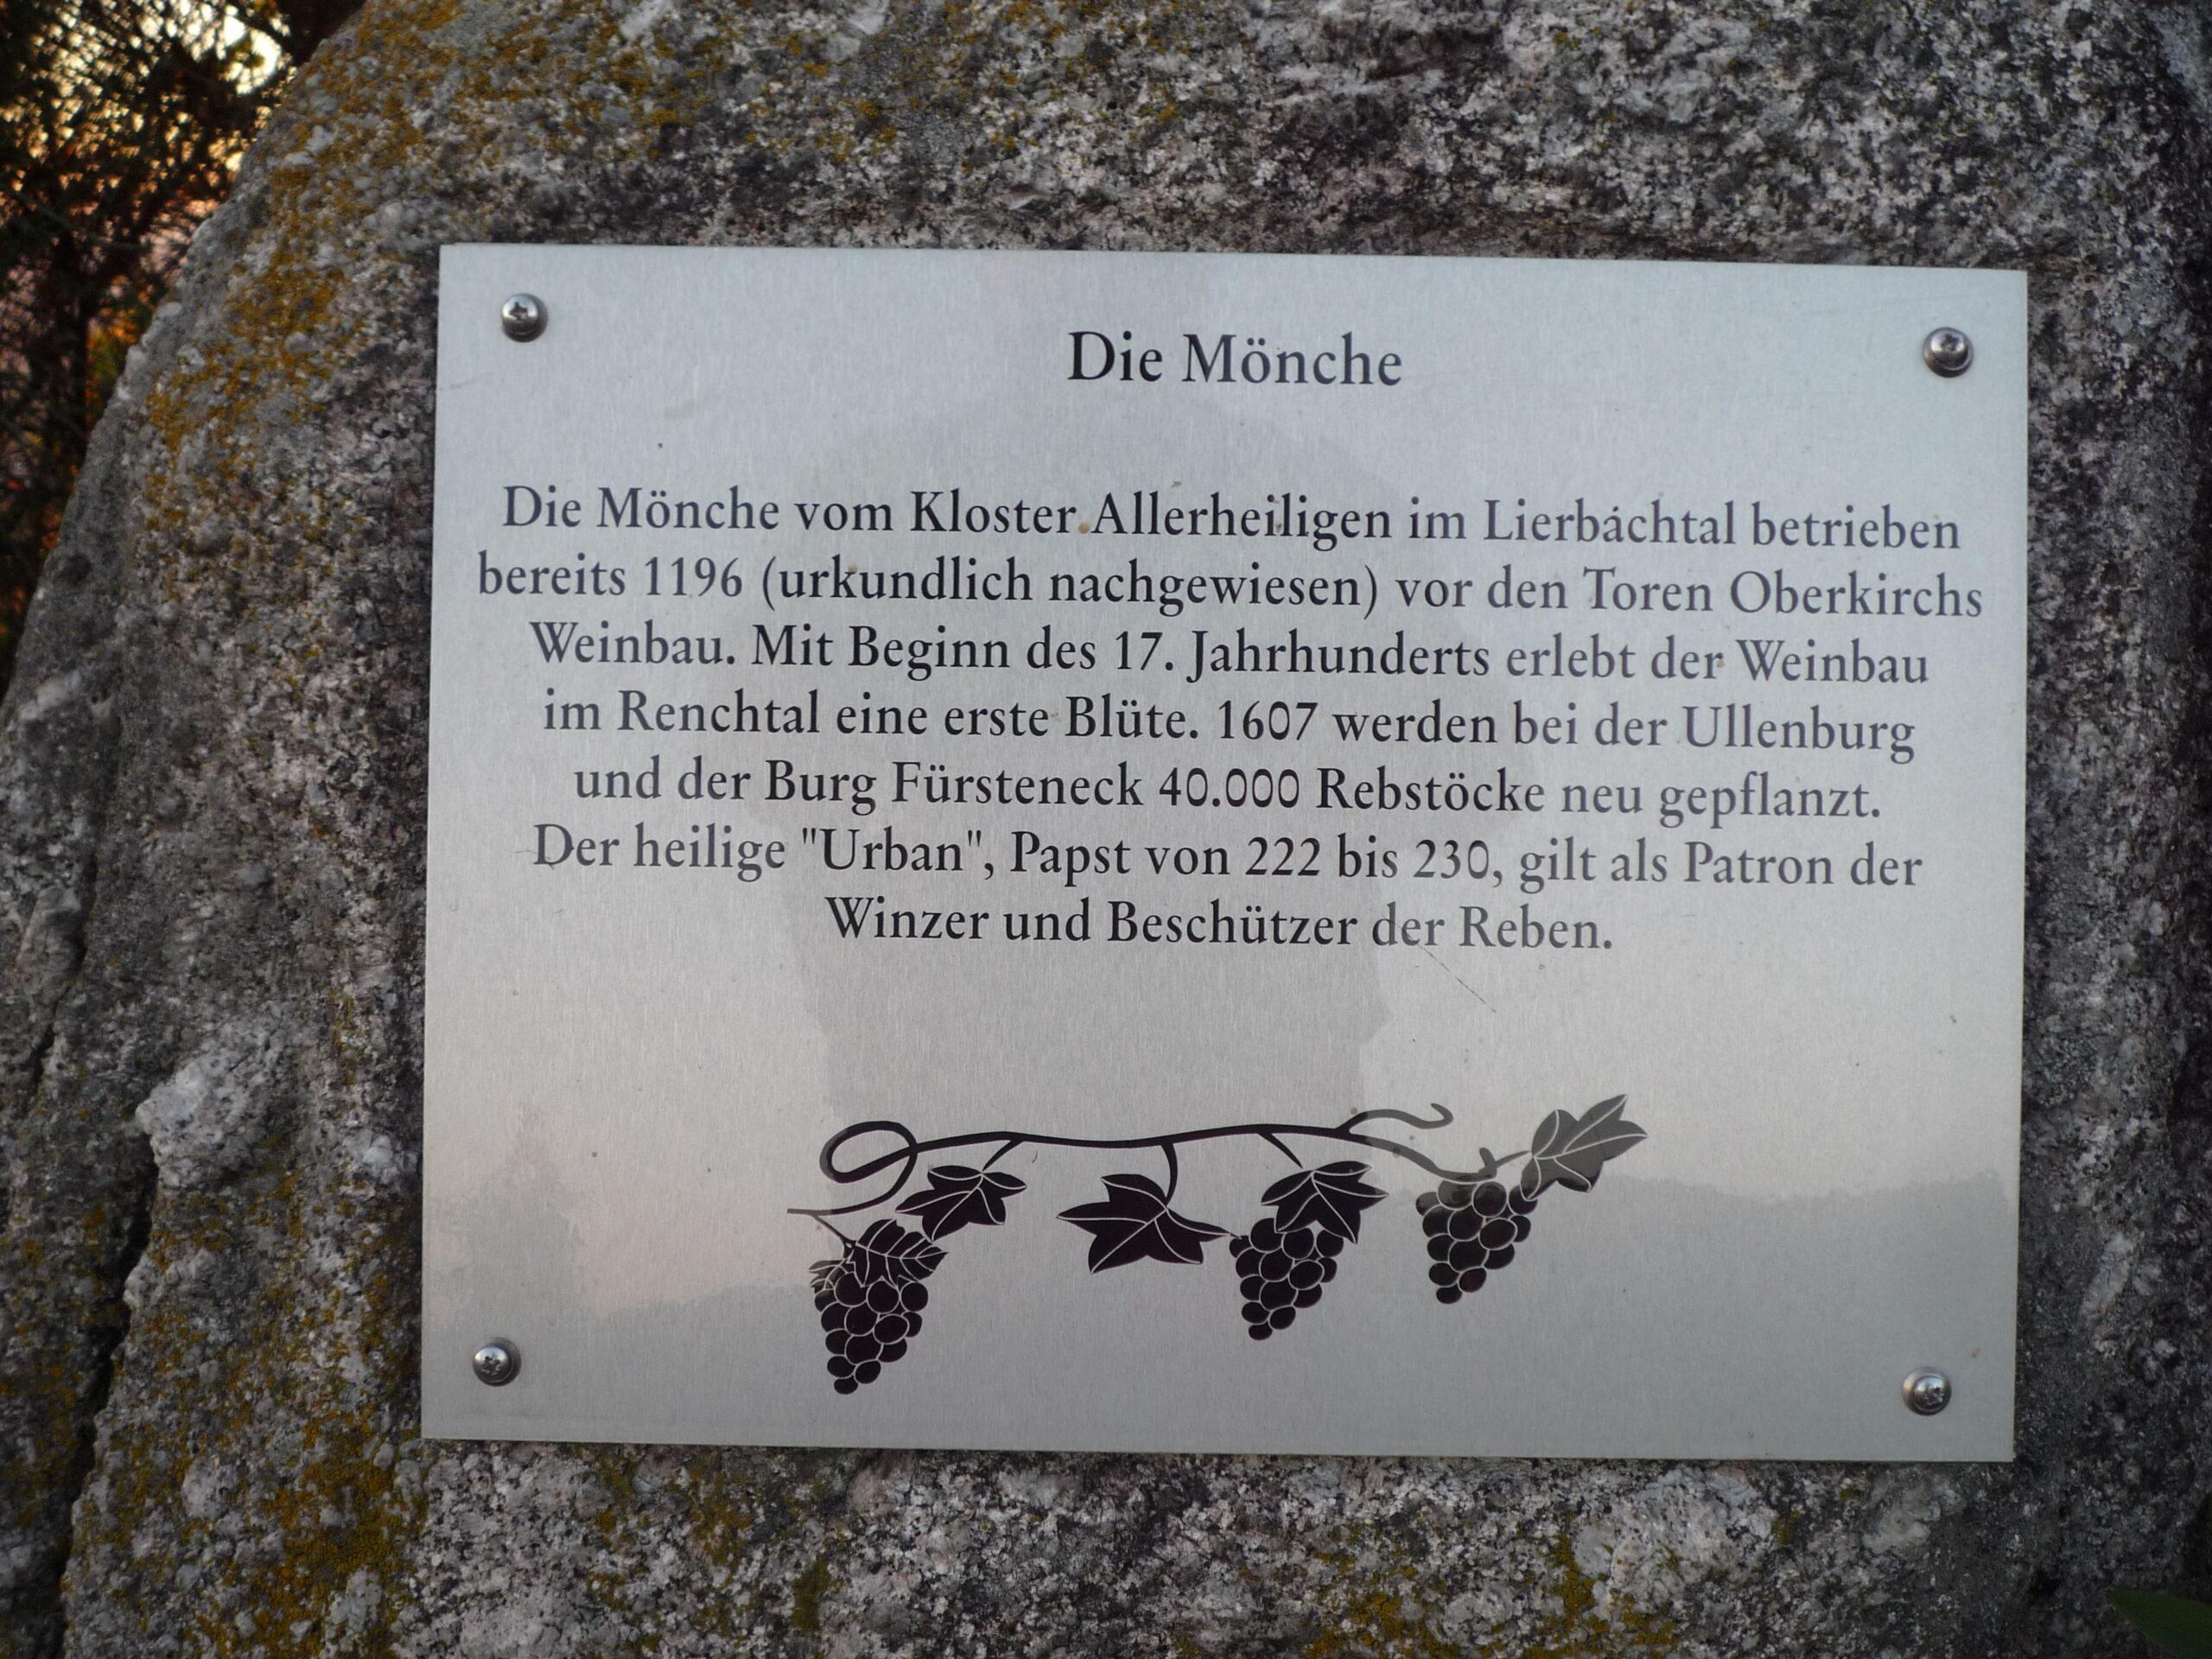 Die Mönche
Die Mönche vom Kloster Allerheiligen im Lierbachtal betrieben
bereits 1196 (urkundlich nachgewiesen) vor den Toren Oberkirchs
Weinbau. Mit Beginn des 17. Jahrhunderts erlebt der Weinbau
im Renchtal eine erste Blüte. 1607 werden bei der Ullenburg
und der Burg Fürsteneck 40.000 Rebstöcke neu gepflanzt.
Der heilige "Urban", Papst von 222 bis 230, gilt als Patron der
Winzer und Beschützer der Reben.